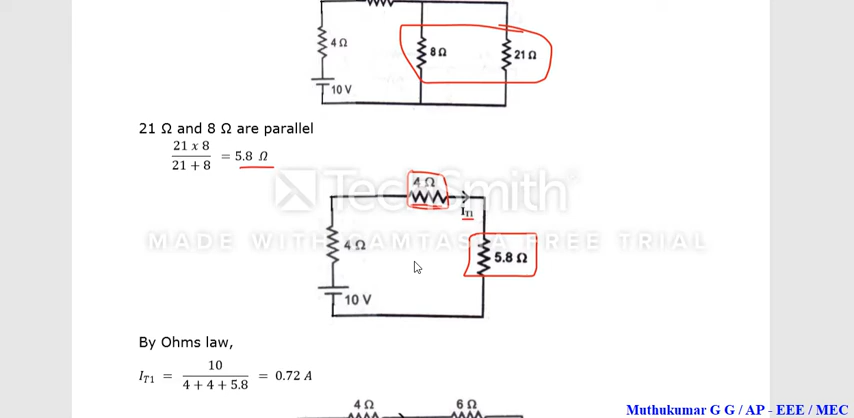 4 Ω
8 Ω
21 Ω
10 V
21 Ω and 8 Ω are parallel
21 x 8
21 + 8
= 5.8 Ω
TechSmith
MADE WITH CAMTASIA FREE TRIAL
4 Ω
IT1
4 Ω
5.8 Ω
10 V
By Ohms law,
IT1 = 10 / 4 + 4 + 5.8 = 0.72 A
4 Ω 6 Ω
Muthukumar G G / AP - EEE / MEC